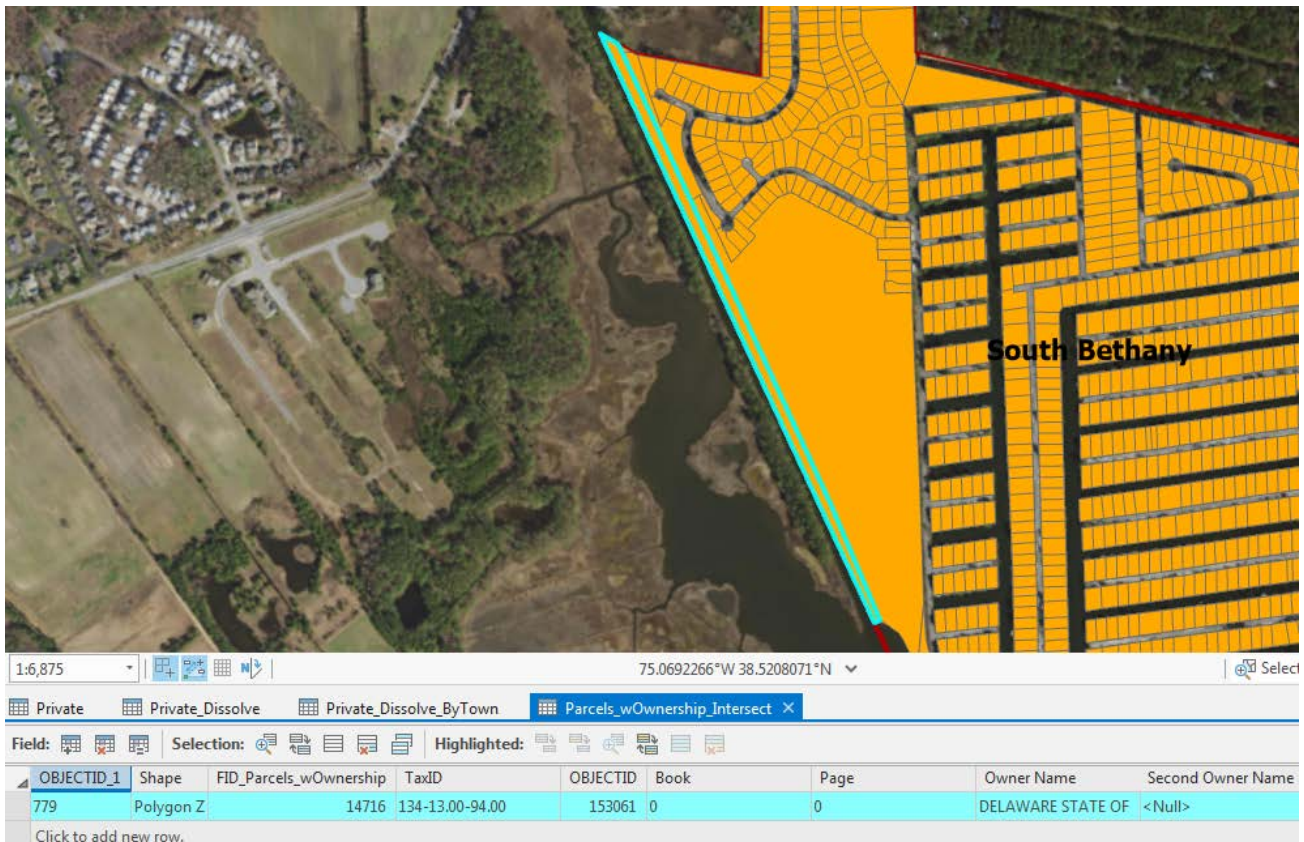 South Bethany
1:6,875
75.0692266°W 38.5208071°N
Select
Private Private_Dissolve Private_Dissolve_ByTown Parcels_wOwnership_Intersect
Field: Selection: Highlighted:
OBJECTID_1 Shape FID_Parcels_wOwnership TaxID OBJECTID Book Page Owner Name Second Owner Name
779 Polygon Z 14716 134-13.00-94.00 153061 0 0 DELAWARE STATE OF <Null>
Click to add new row.